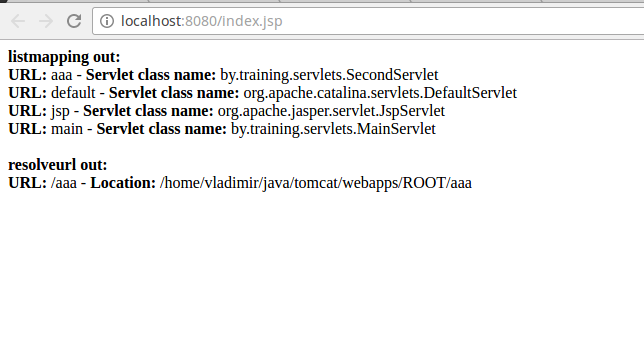 localhost:8080/Index.jsp
listmapping out:
URL: aaa - Servlet class name: by.training.servlets.SecondServlet
URL: default - Servlet class name: org.apache.catalina.servlets.DefaultServlet
URL: jsp - Servlet class name: org.apache.jasper.servlet.JspServlet
URL: main - Servlet class name: by.training.servlets.MainServlet
resolveurl out:
URL: /aaa - Location: /home/vladimir/java/tomcat/webapps/ROOT/aaa